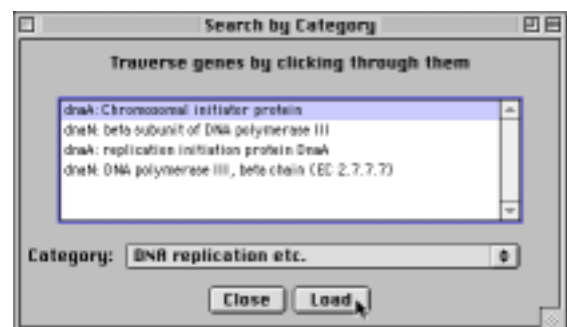 Search by Category
Traverse genes by clicking through them
dnaA: Chromosomal initiator protein
dnaN: beta subunit of DNA polymerase III
dnaA: replication initiation protein DnaA
dnaN: DNA polymerase III, beta chain (EC 2.7.7.7)
Category: DNA replication etc.
Close Load